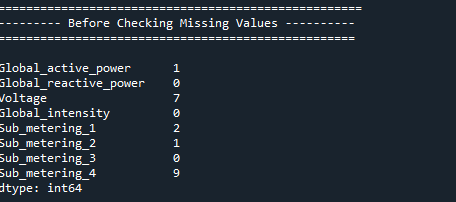 ====================================================
--------- Before Checking Missing Values ----------
===================================================
Global_active_power 1
Global_reactive_power 0
Voltage 7
Global_intensity 0
Sub_metering_1 2
Sub_metering_2 1
Sub_metering_3 0
Sub_metering_4 9
dtype: int64